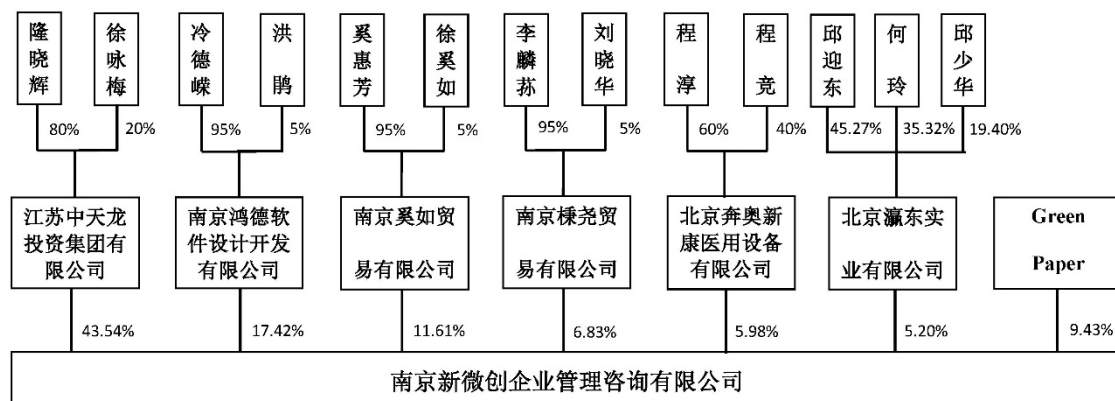 隆晓辉
徐咏梅
冷德嵘
洪鹃
奚惠芳
徐奚如
李麟荪
刘晓华
程淳
程竞
邱迎东
何玲
邱少华
80%
20%
95%
5%
95%
5%
95%
5%
60%
40%
45.27%
35.32%
19.40%
江苏中天龙
投资集团有
限公司
南京鸿德软
件设计开发
有限公司
南京奚如贸
易有限公司
南京棵尧贸
易有限公司
北京奔奥新
康医用设备
有限公司
北京瀛东实
业有限公司
Green
Paper
43.54%
17.42%
11.61%
6.83%
5.98%
5.20%
9.43%
南京新微创企业管理咨询有限公司